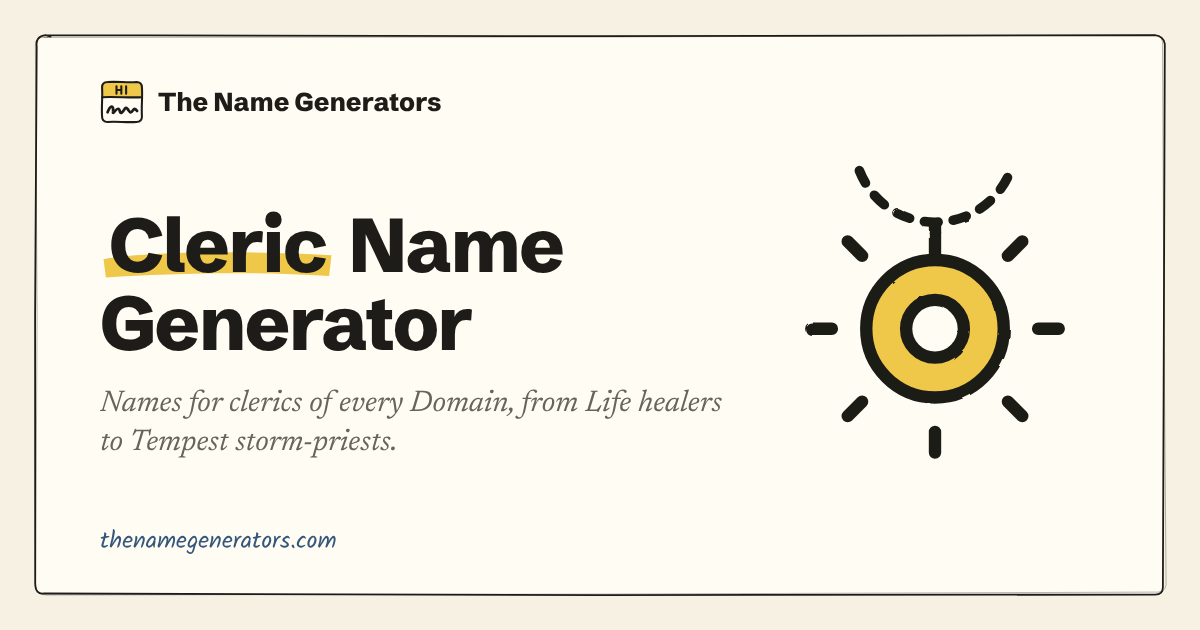 HI
The Name Generators
Cleric Name
Generator
Names for clerics of every Domain, from Life healers
to Tempest storm-priests.
thenamegenerators.com